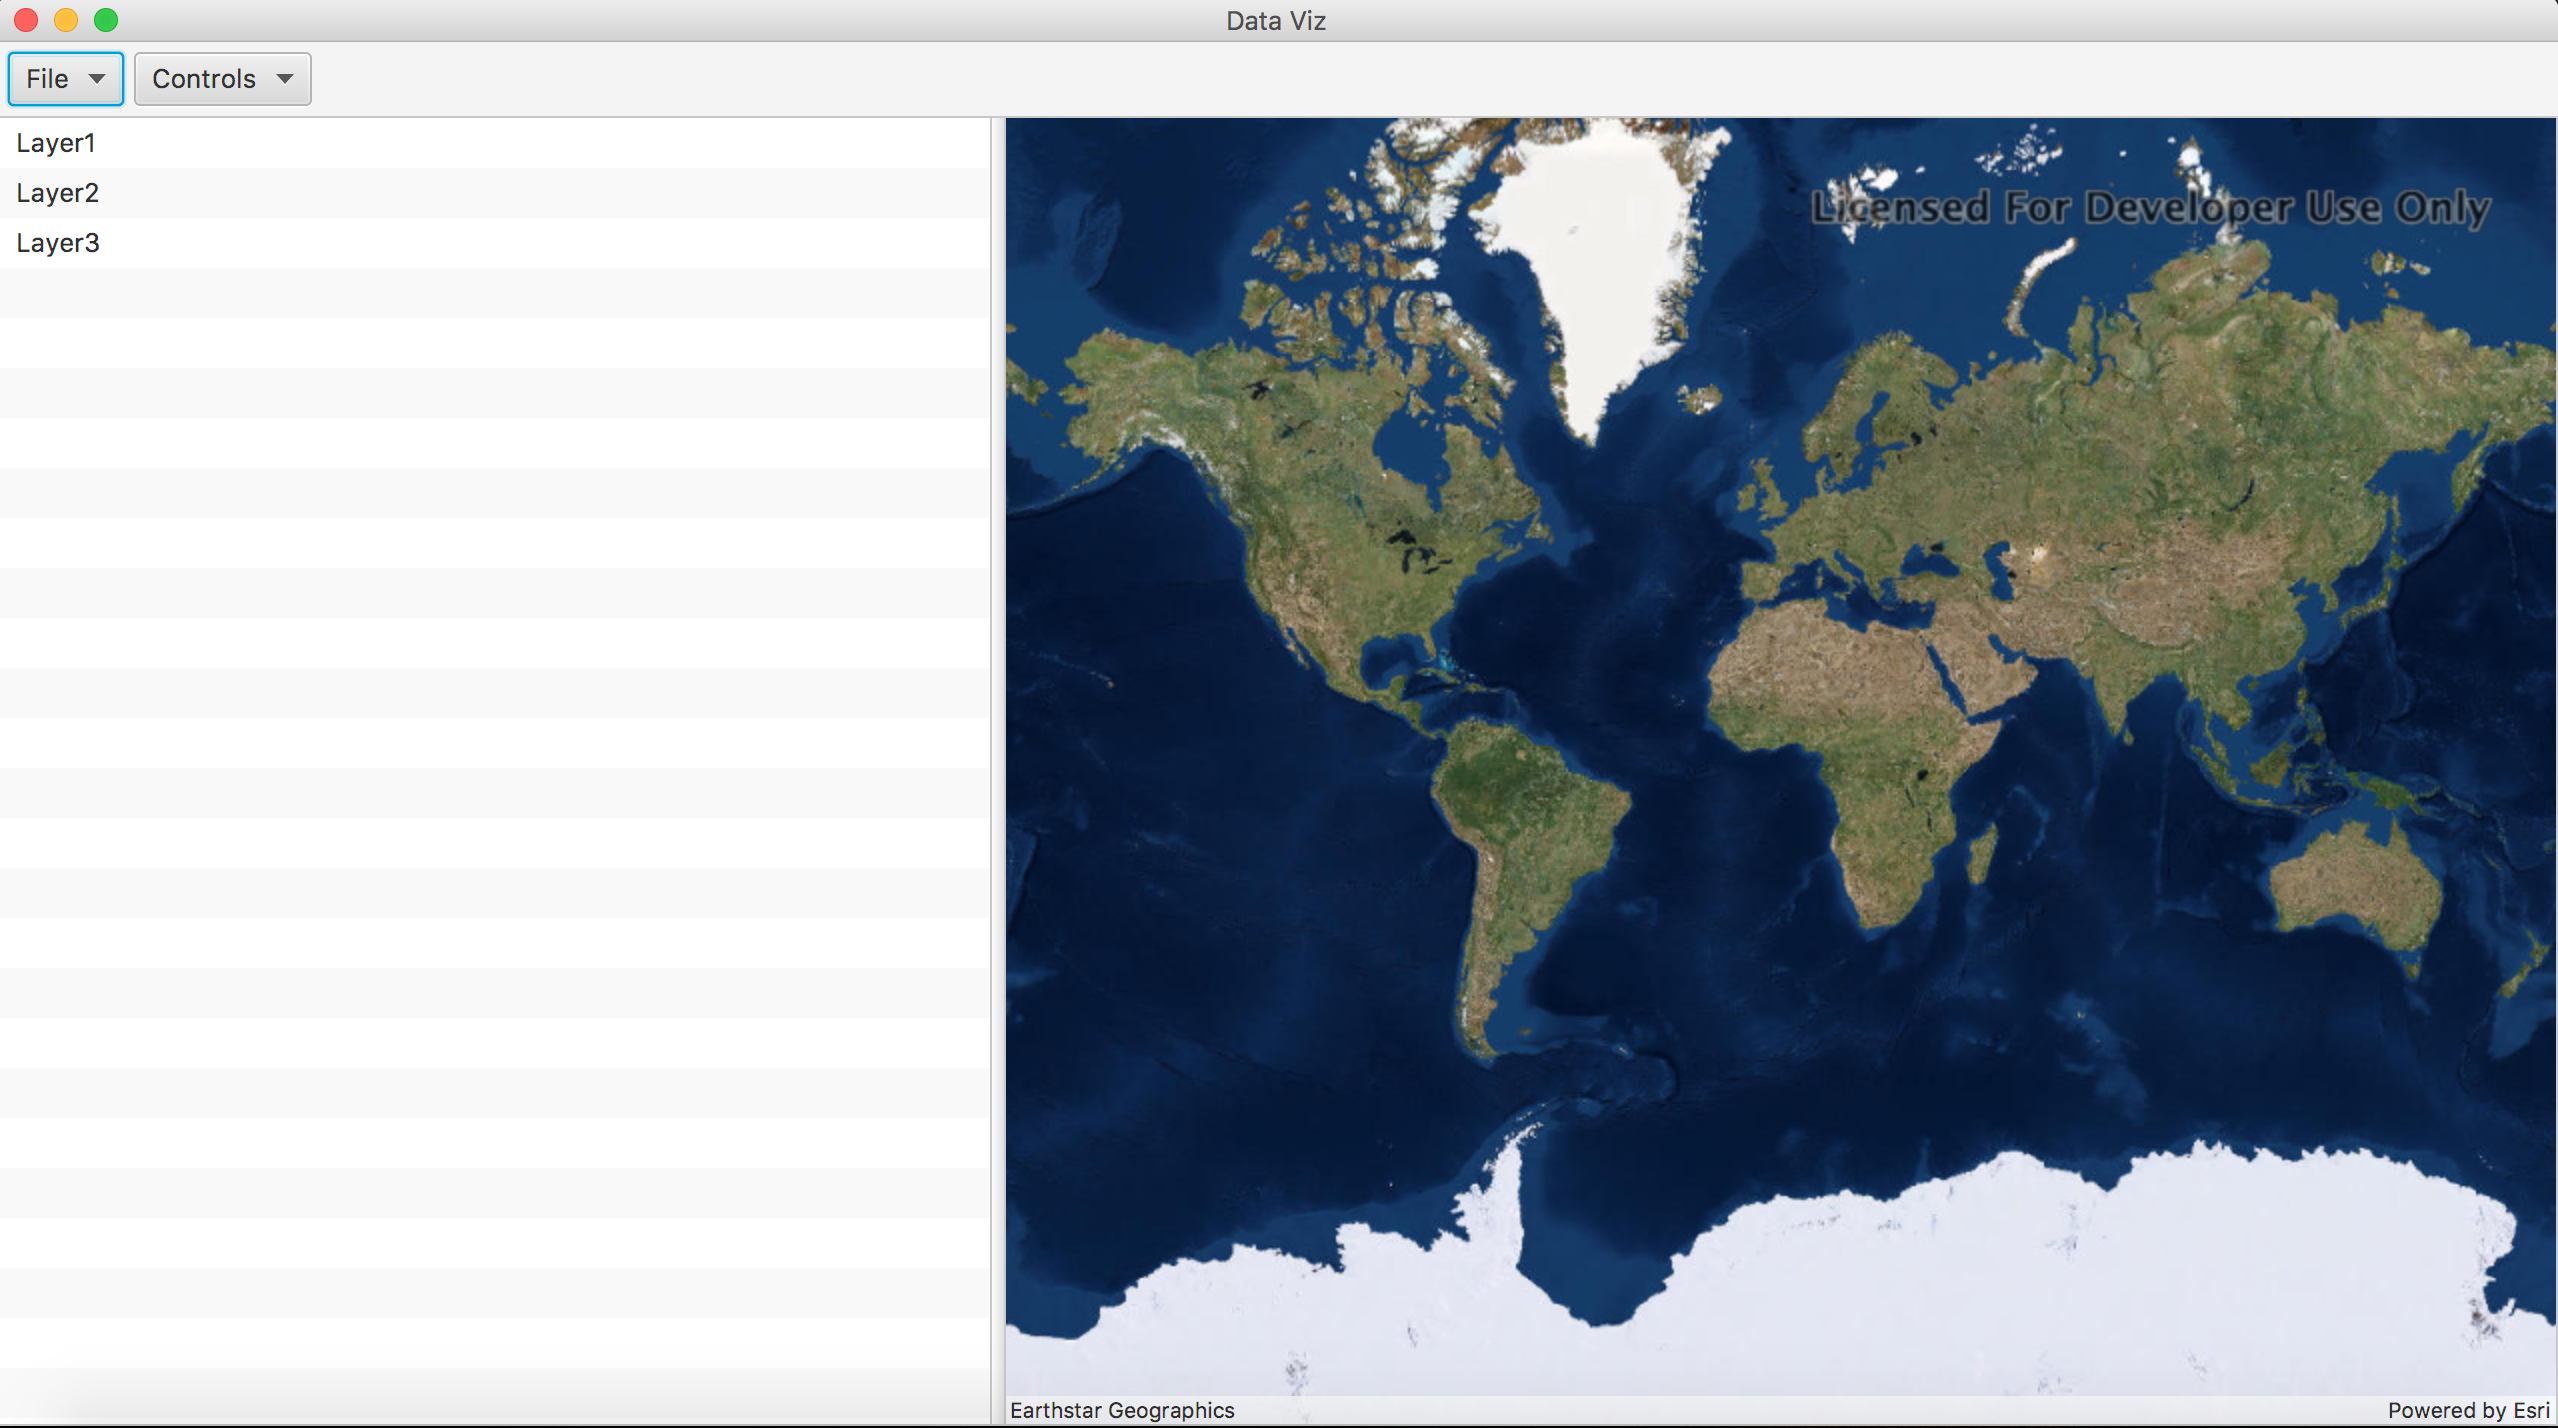 Data Viz
File
Controls
Layer1
Layer2
Layer3
Licensed For Developer Use Only
Earthstar Geographics
Powered by Esri